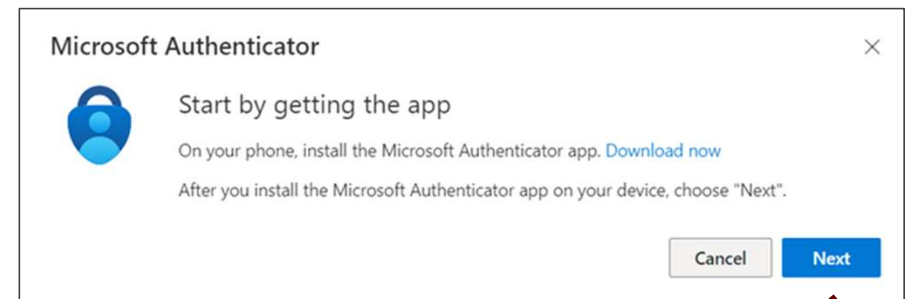 Microsoft Authenticator
Start by getting the app
On your phone, install the Microsoft Authenticator app. Download now
After you install the Microsoft Authenticator app on your device, choose "Next".
Cancel Next